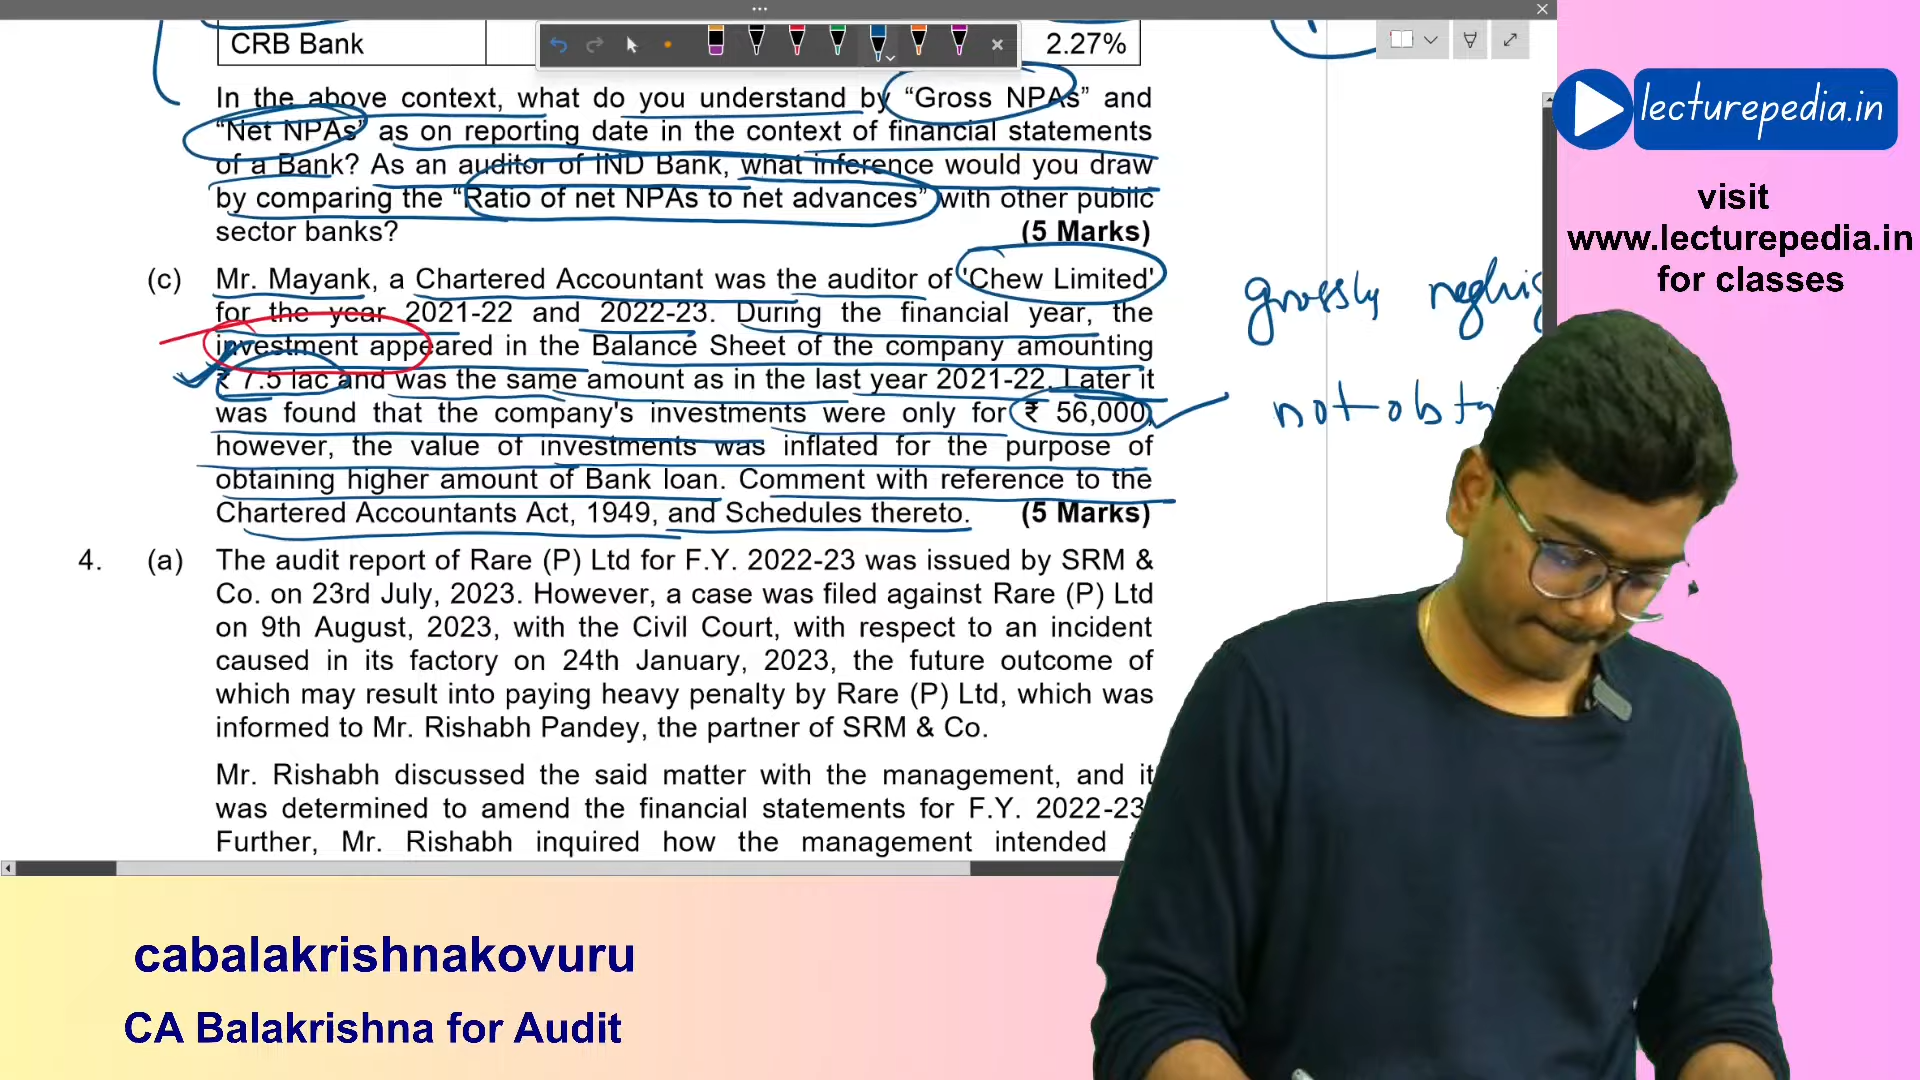 CRB Bank 2.27%
In the above context, what do you understand by “Gross NPAs” and
“Net NPAs” as on reporting date in the context of financial statements
of a Bank? As an auditor of IND Bank, what inference would you draw
by comparing the “Ratio of net NPAs to net advances” with other public
sector banks? (5 Marks)
(c) Mr. Mayank, a Chartered Accountant was the auditor of 'Chew Limited'
for the year 2021-22 and 2022-23. During the financial year, the
investment appeared in the Balance Sheet of the company amounting
₹ 7.5 lac and was the same amount as in the last year 2021-22. Later it
was found that the company's investments were only for ₹ 56,000,
however, the value of investments was inflated for the purpose of
obtaining higher amount of Bank loan. Comment with reference to the
Chartered Accountants Act, 1949, and Schedules thereto. (5 Marks)
4. (a) The audit report of Rare (P) Ltd for F.Y. 2022-23 was issued by SRM &
Co. on 23rd July, 2023. However, a case was filed against Rare (P) Ltd
on 9th August, 2023, with the Civil Court, with respect to an incident
caused in its factory on 24th January, 2023, the future outcome of
which may result into paying heavy penalty by Rare (P) Ltd, which was
informed to Mr. Rishabh Pandey, the partner of SRM & Co.
Mr. Rishabh discussed the said matter with the management, and it
was determined to amend the financial statements for F.Y. 2022-23
Further, Mr. Rishabh inquired how the management intended
grossly
not
lecturepedia.in
visit
www.lecturepedia.in
for classes
cabalakrishnakovuru
CA Balakrishna for Audit